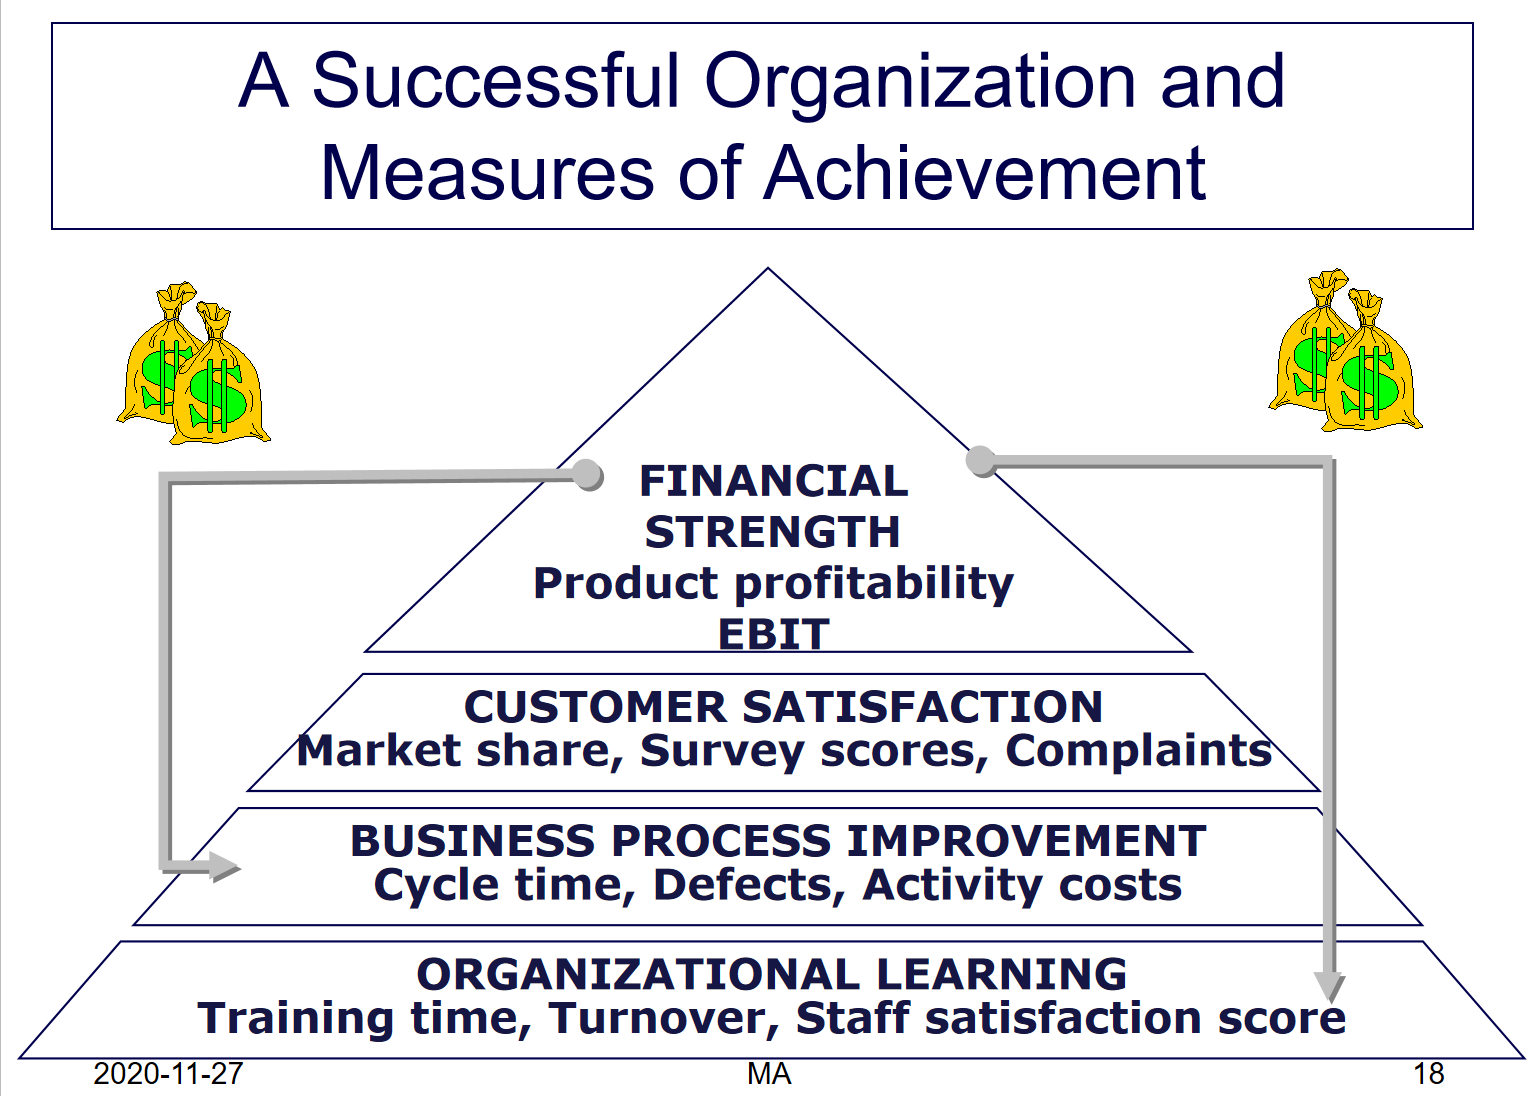 A Successful Organization and
Measures of Achievement
$ $
$ $
FINANCIAL
STRENGTH
Product profitability
EBIT
CUSTOMER SATISFACTION
Market share, Survey scores, Complaints
BUSINESS PROCESS IMPROVEMENT
Cycle time, Defects, Activity costs
ORGANIZATIONAL LEARNING
Training time, Turnover, Staff satisfaction score
2020-11-27 MA 18